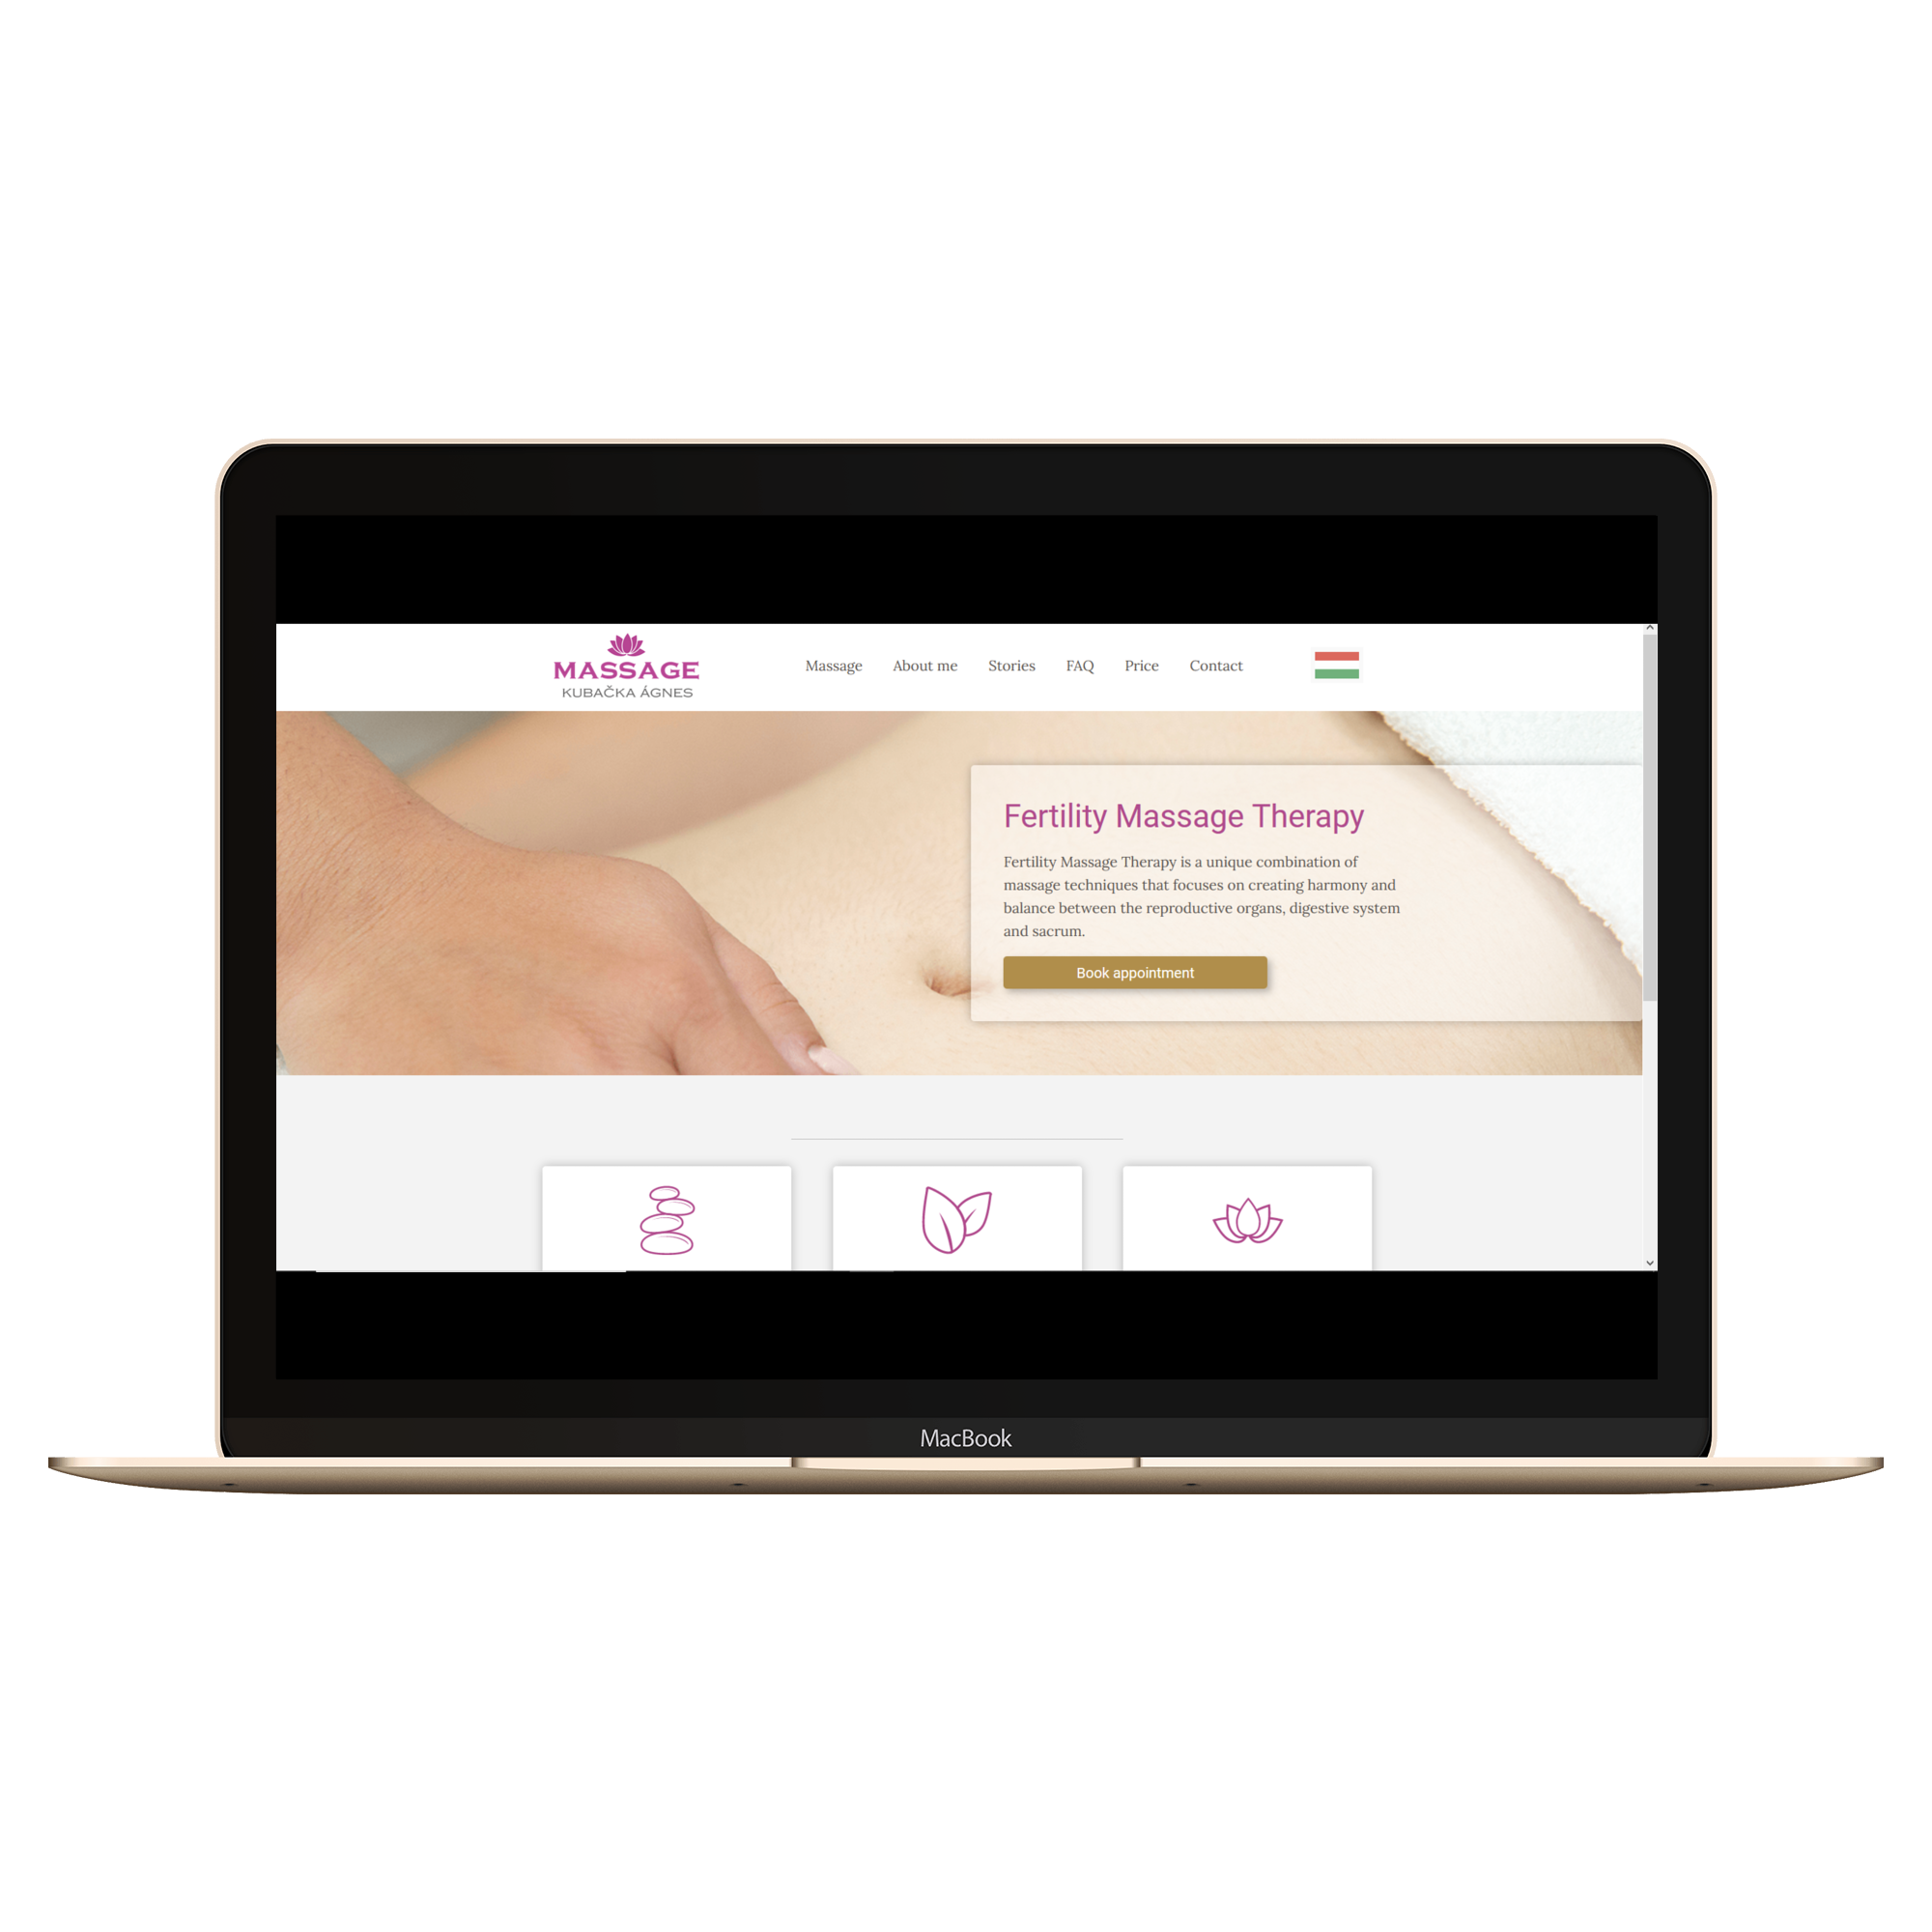 MASSAGE
KUBAČKA ÁGNES
Massage About me Stories FAQ Price Contact
Fertility Massage Therapy
Fertility Massage Therapy is a unique combination of
massage techniques that focuses on creating harmony and
balance between the reproductive organs, digestive system
and sacrum.
Book appointment
MacBook